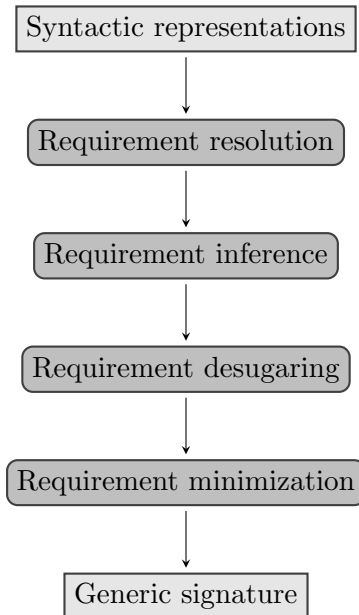 Syntactic representations
Requirement resolution
Requirement inference
Requirement desugaring
Requirement minimization
Generic signature